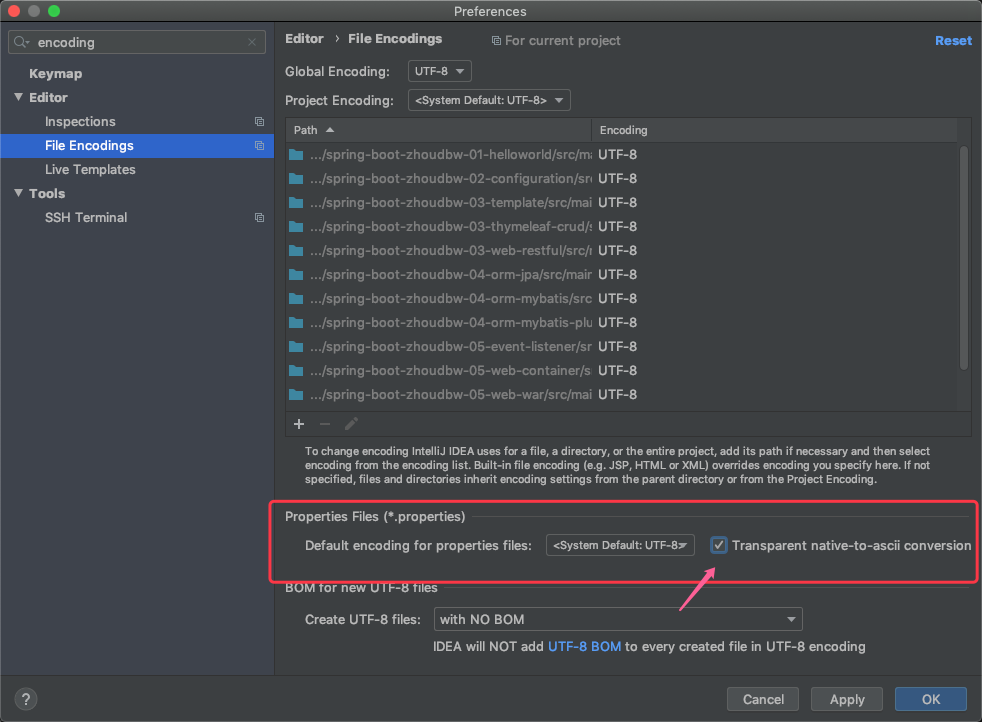 Preferences
encoding
Keymap
Editor
Inspections
File Encodings
Live Templates
Tools
SSH Terminal
Editor › File Encodings
For current project
Reset
Global Encoding: UTF-8
Project Encoding: <System Default: UTF-8>
Path Encoding
.../spring-boot-zhoudbw-01-helloworld/src/ma UTF-8
.../spring-boot-zhoudbw-02-configuration/src UTF-8
.../spring-boot-zhoudbw-03-template/src/mai UTF-8
.../spring-boot-zhoudbw-03-thymeleaf-crud/s UTF-8
.../spring-boot-zhoudbw-03-web-restful/src/r UTF-8
.../spring-boot-zhoudbw-04-orm-jpa/src/main UTF-8
.../spring-boot-zhoudbw-04-orm-mybatis/src UTF-8
.../spring-boot-zhoudbw-04-orm-mybatis-plu UTF-8
.../spring-boot-zhoudbw-05-event-listener/sr UTF-8
.../spring-boot-zhoudbw-05-web-container/s UTF-8
.../spring-boot-zhoudbw-05-web-war/src/mai UTF-8
To change encoding IntelliJ IDEA uses for a file, a directory, or the entire project, add its path if necessary and then select
encoding from the encoding list. Built-in file encoding (e.g. JSP, HTML or XML) overrides encoding you specify here. If not
specified, files and directories inherit encoding settings from the parent directory or from the Project Encoding.
Properties Files (*.properties)
Default encoding for properties files: <System Default: UTF-8> Transparent native-to-ascii conversion
BOM for new UTF-8 files
Create UTF-8 files: with NO BOM
IDEA will NOT add UTF-8 BOM to every created file in UTF-8 encoding
?
Cancel
Apply
OK